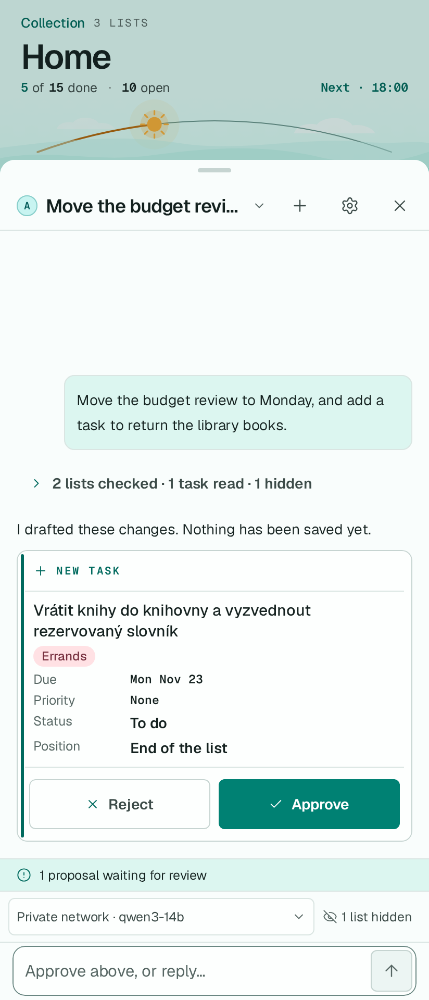 Collection 3 LISTS
Home
5 of 15 done · 10 open
Next · 18:00
A Move the budget revi...
Move the budget review to Monday, and add a
task to return the library books.
2 lists checked · 1 task read · 1 hidden
I drafted these changes. Nothing has been saved yet.
NEW TASK
Vrátit knihy do knihovny a vyzvednout
rezervovaný slovník
Errands
Due Mon Nov 23
Priority None
Status To do
Position End of the list
Reject
Approve
1 proposal waiting for review
Private network · qwen3-14b
1 list hidden
Approve above, or reply...